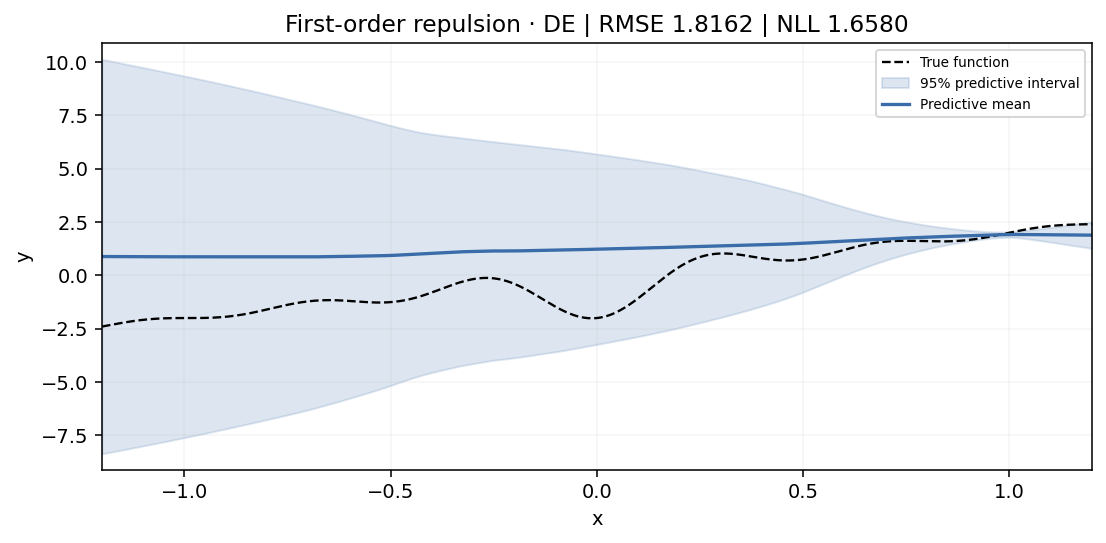 First-order repulsion · DE | RMSE 1.8162 | NLL 1.6580
True function
95% predictive interval
Predictive mean
y
10.0
7.5
5.0
2.5
0.0
−2.5
−5.0
−7.5
−1.0 −0.5 0.0 0.5 1.0
x